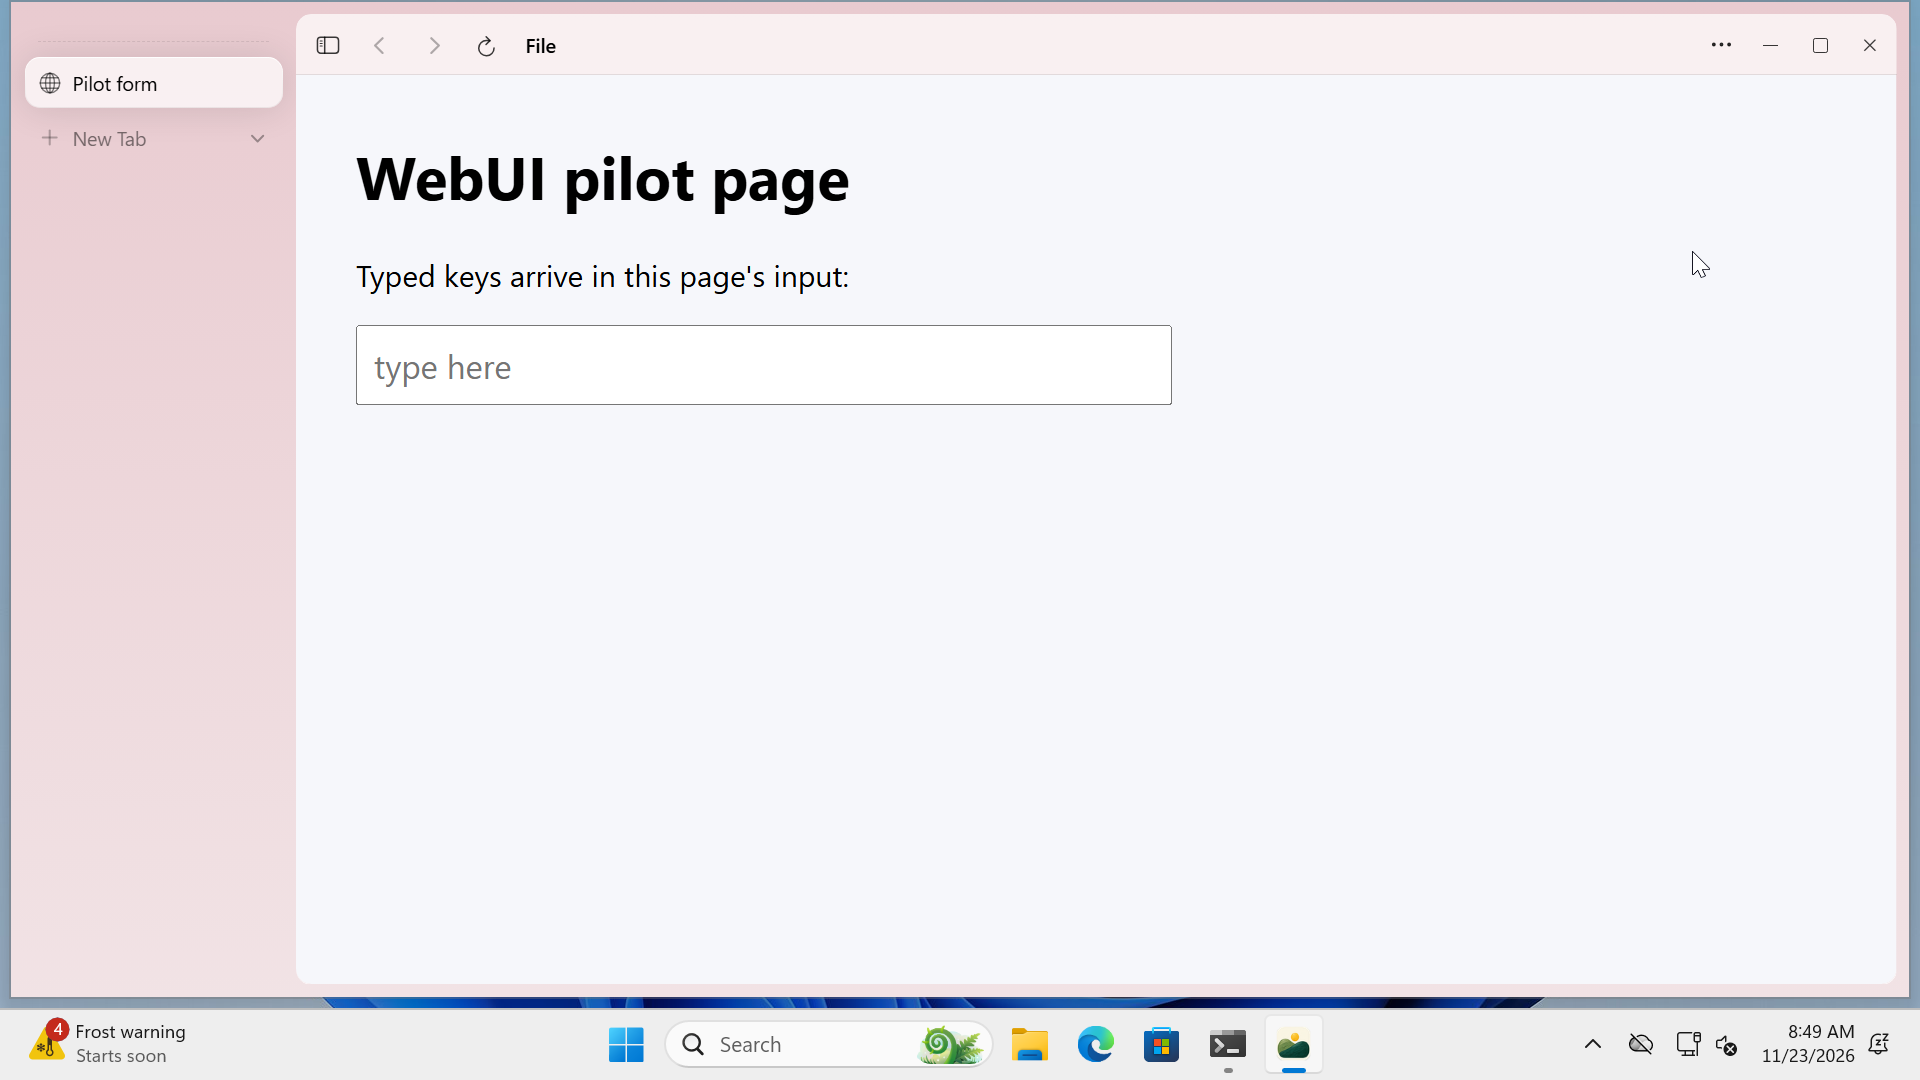 File
Pilot form
New Tab
WebUI pilot page
Typed keys arrive in this page's input:
type here
4
Frost warning
Starts soon
Search
8:49 AM
11/23/2026